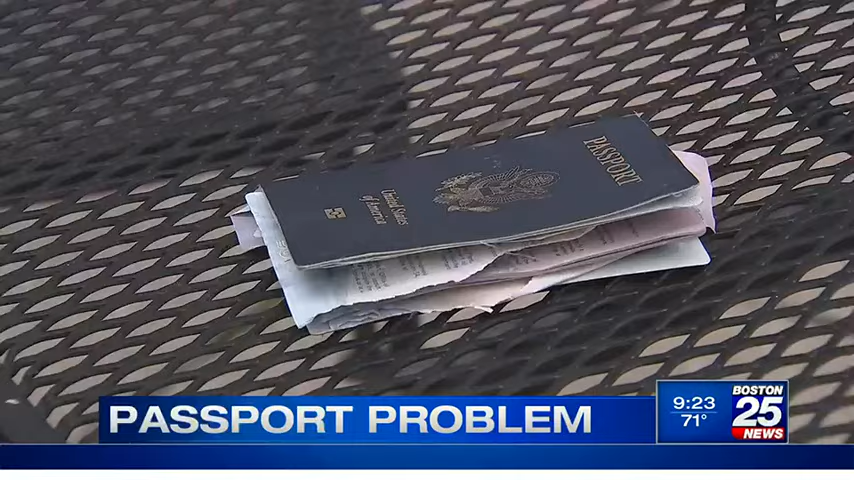 PASSPORT
United States
of America
PASSPORT PROBLEM
9:23
71°
BOSTON
25
NEWS